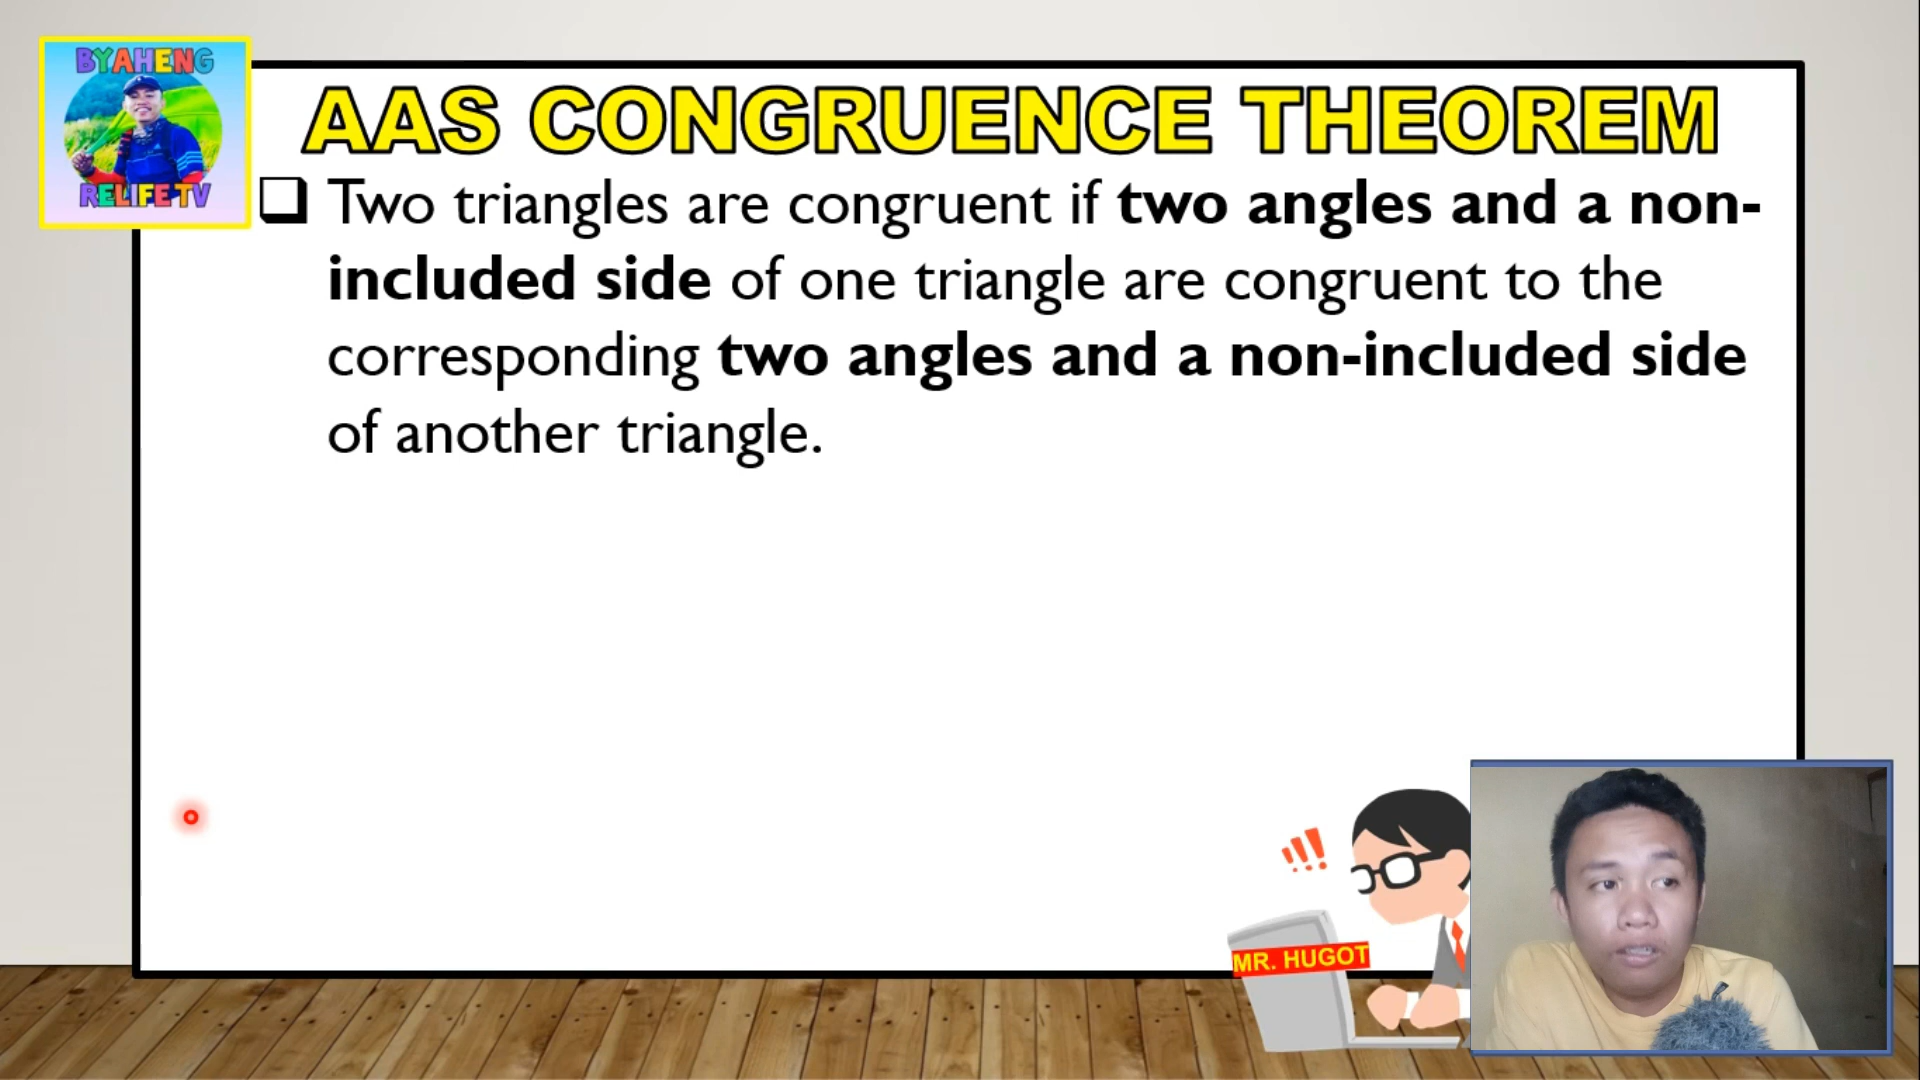 BYAHENG
RELIFE TV
AAS CONGRUENCE THEOREM
Two triangles are congruent if two angles and a non-
included side of one triangle are congruent to the
corresponding two angles and a non-included side
of another triangle.
!!!
MR. HUGOT